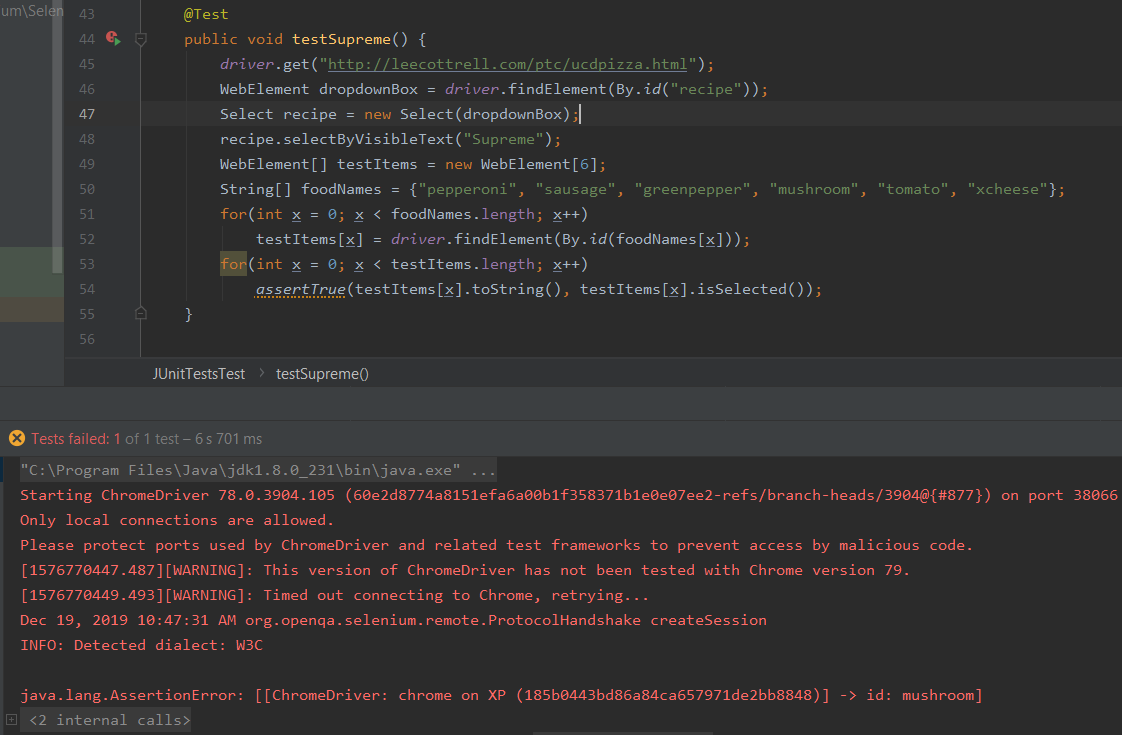 um\Selen
43 @Test
44 public void testSupreme() {
45 driver.get("http://leecottrell.com/ptc/ucdpizza.html");
46 WebElement dropdownBox = driver.findElement(By.id("recipe"));
47 Select recipe = new Select(dropdownBox);
48 recipe.selectByVisibleText("Supreme");
49 WebElement[] testItems = new WebElement[6];
50 String[] foodNames = {"pepperoni", "sausage", "greenpepper", "mushroom", "tomato", "xcheese"};
51 for(int x = 0; x < foodNames.length; x++)
52 testItems[x] = driver.findElement(By.id(foodNames[x]));
53 for(int x = 0; x < testItems.length; x++)
54 assertTrue(testItems[x].toString(), testItems[x].isSelected());
55 }
56
JUnitTestsTest > testSupreme()
Tests failed: 1 of 1 test – 6 s 701 ms
"C:\Program Files\Java\jdk1.8.0_231\bin\java.exe" ...
Starting ChromeDriver 78.0.3904.105 (60e2d8774a8151efa6a00b1f358371b1e0e07ee2-refs/branch-heads/3904@{#877}) on port 38066
Only local connections are allowed.
Please protect ports used by ChromeDriver and related test frameworks to prevent access by malicious code.
[1576770447.487][WARNING]: This version of ChromeDriver has not been tested with Chrome version 79.
[1576770449.493][WARNING]: Timed out connecting to Chrome, retrying...
Dec 19, 2019 10:47:31 AM org.openqa.selenium.remote.ProtocolHandshake createSession
INFO: Detected dialect: W3C
java.lang.AssertionError: [[ChromeDriver: chrome on XP (185b0443bd86a84ca657971de2bb8848)] -> id: mushroom]
<2 internal calls>